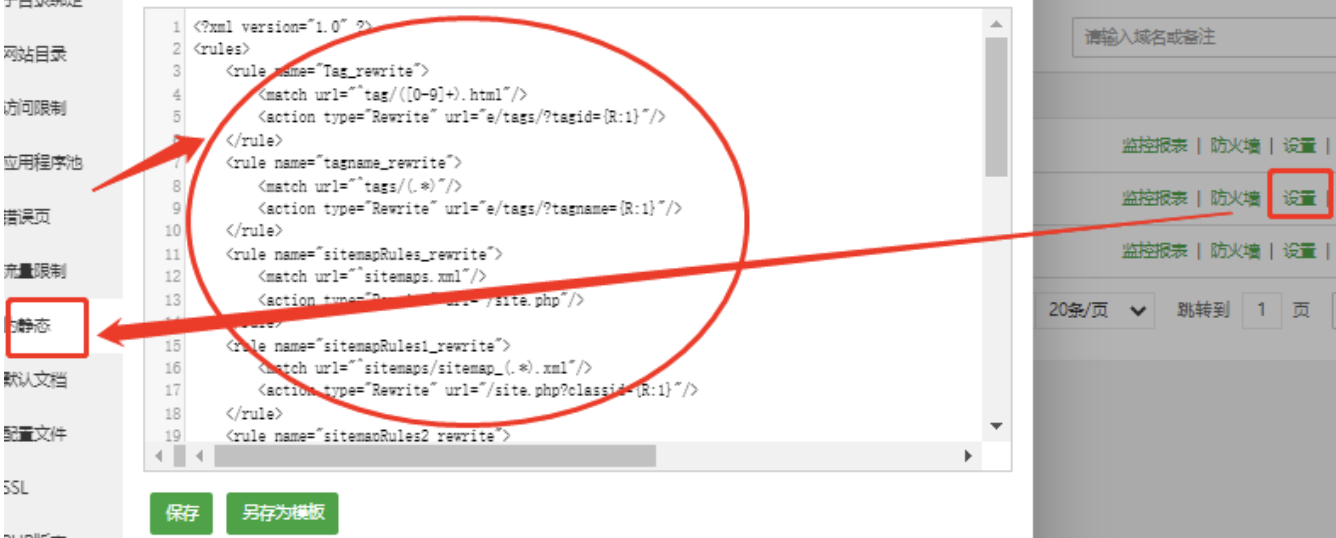 网站目录
访问限制
应用程序池
错误页
流量限制
伪静态
默认文档
配置文件
SSL
1 <?xml version="1.0" ?>
2 <rules>
3 <rule name="Tag_rewrite">
4 <match url="^tag/([0-9]+).html"/>
5 <action type="Rewrite" url="e/tags/?tagid={R:1}"/>
6 </rule>
7 <rule name="tagname_rewrite">
8 <match url="^tags/(.*)"/>
9 <action type="Rewrite" url="e/tags/?tagname={R:1}"/>
10 </rule>
11 <rule name="sitemapRules_rewrite">
12 <match url="^sitemaps.xml"/>
13 <action type="Rewrite" url="/site.php"/>
14 </rule>
15 <rule name="sitemapRules1_rewrite">
16 <match url="^sitemaps/sitemap_(.*).xml"/>
17 <action type="Rewrite" url="/site.php?classid={R:1}"/>
18 </rule>
19 <rule name="sitemapRules2_rewrite">
保存
另存为模板
请输入域名或备注
监控报表 | 防火墙 | 设置 |
监控报表 | 防火墙 | 设置 |
监控报表 | 防火墙 | 设置 |
20条/页 跳转到 1 页